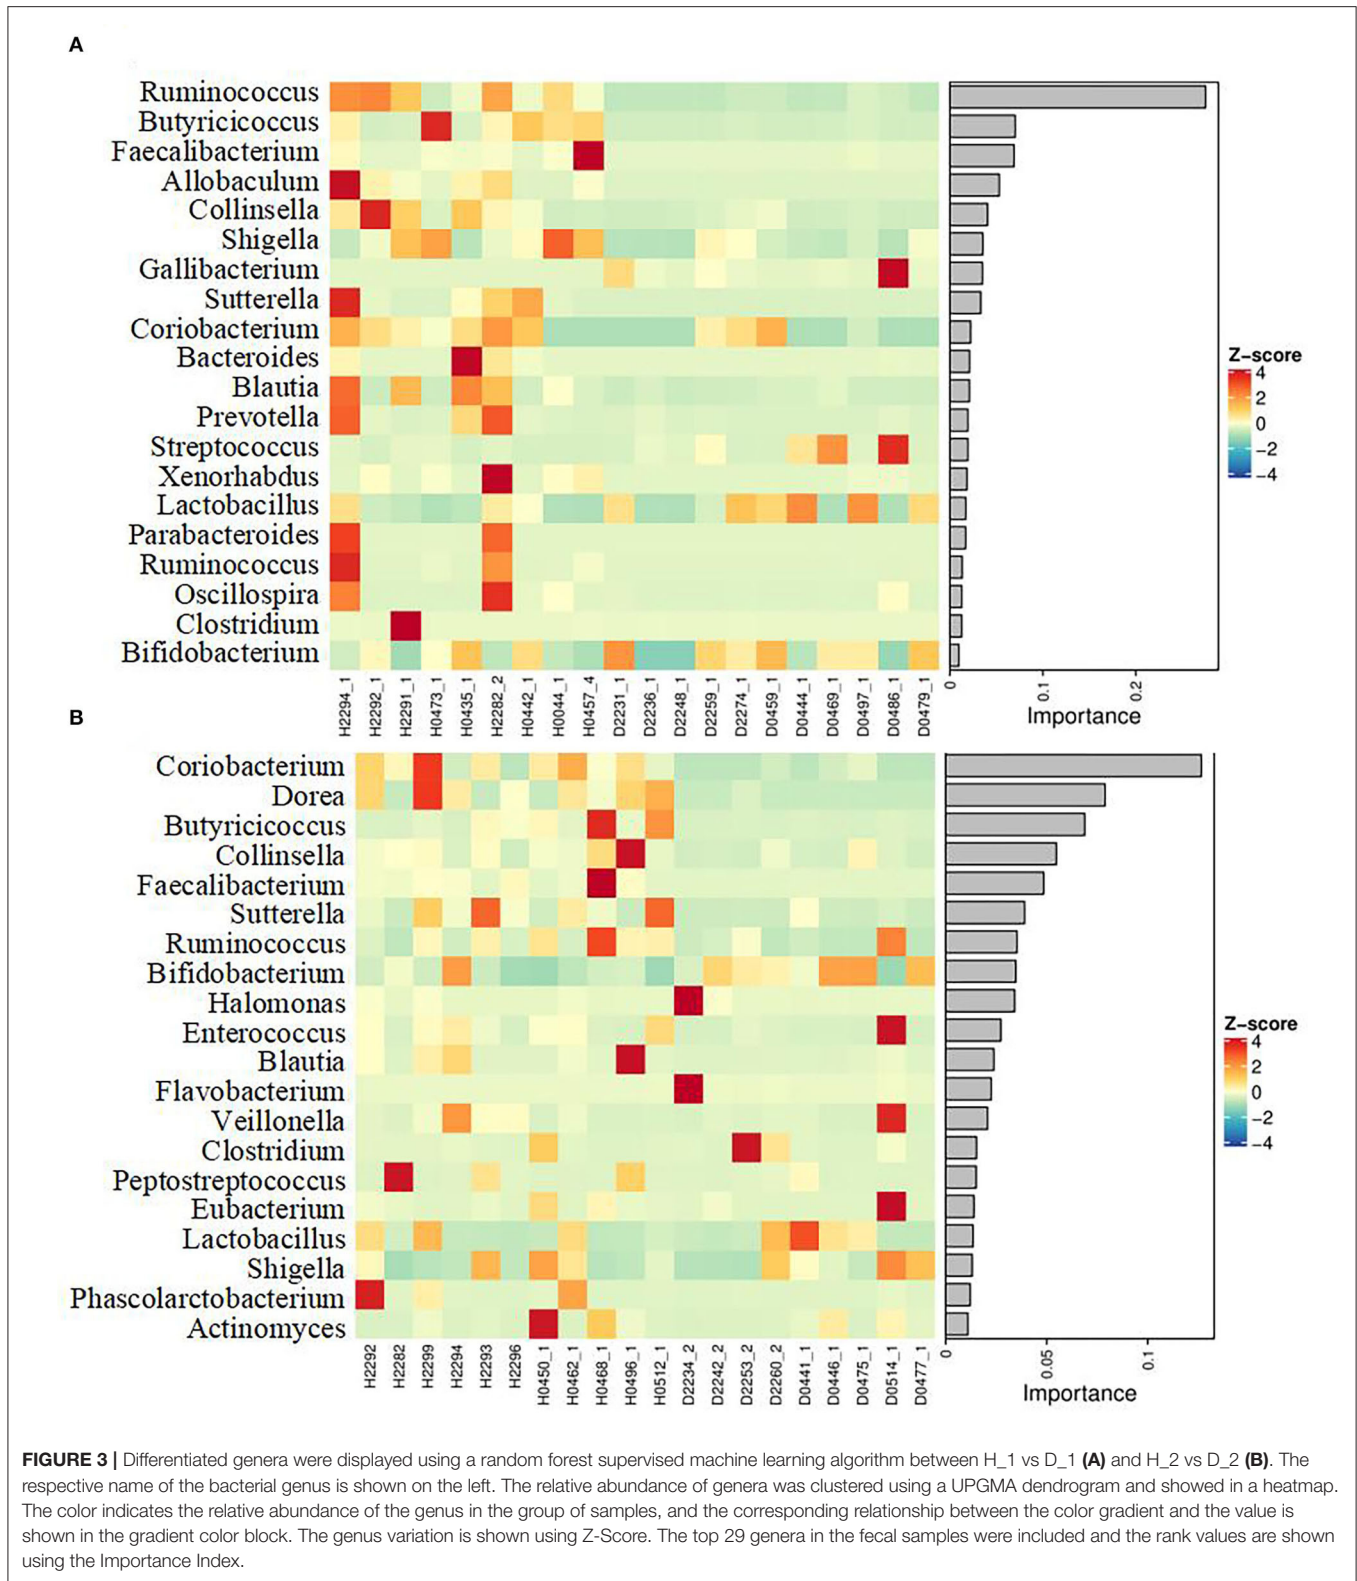 A
Ruminococcus
Butyricicoccus
Faecalibacterium
Allobaculum
Collinsella
Shigella
Gallibacterium
Sutterella
Coriobacterium
Bacteroides
Blautia
Prevotella
Streptococcus
Xenorhabdus
Lactobacillus
Parabacteroides
Ruminococcus
Oscillospira
Clostridium
Bifidobacterium
H2294_1
H2292_1
H2291_1
H0473_1
H0435_1
H2282_2
H0442_1
H0044_1
H0457_4
D2231_1
D2236_1
D2248_1
D2259_1
D2274_1
D0459_1
D0444_1
D0469_1
D0497_1
D0486_1
D0479_1
0
0.1
0.2
Importance
Z-score
4
2
0
-2
-4
B
Coriobacterium
Dorea
Butyricicoccus
Collinsella
Faecalibacterium
Sutterella
Ruminococcus
Bifidobacterium
Halomonas
Enterococcus
Blautia
Flavobacterium
Veillonella
Clostridium
Peptostreptococcus
Eubacterium
Lactobacillus
Shigella
Phascolarctobacterium
Actinomyces
H2292
H2282
H2299
H2294
H2293
H2296
H0450_1
H0462_1
H0468_1
H0496_1
H0512_1
D2234_2
D2242_2
D2253_2
D2260_2
D0441_1
D0446_1
D0475_1
D0514_1
D0477_1
0
0.05
0.1
Importance
Z-score
4
2
0
-2
-4
FIGURE 3 | Differentiated genera were displayed using a random forest supervised machine learning algorithm between H_1 vs D_1 (A) and H_2 vs D_2 (B). The
respective name of the bacterial genus is shown on the left. The relative abundance of genera was clustered using a UPGMA dendrogram and showed in a heatmap.
The color indicates the relative abundance of the genus in the group of samples, and the corresponding relationship between the color gradient and the value is
shown in the gradient color block. The genus variation is shown using Z-Score. The top 29 genera in the fecal samples were included and the rank values are shown
using the Importance Index.